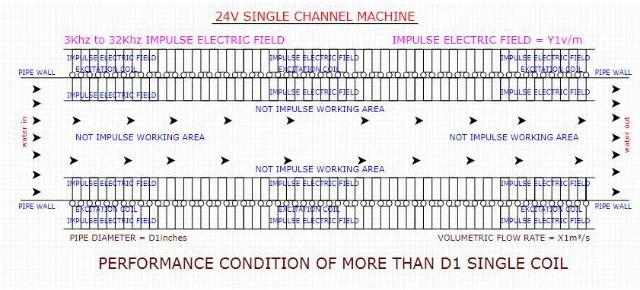 24V SINGLE CHANNEL MACHINE
3Khz to 32Khz IMPULSE ELECTRIC FIELD
IMPULSE ELECTRIC FIELD = Y1v/m
IMPULSE ELECTRIC FIELD IMPULSE ELECTRIC FIELD IMPULSE ELECTRIC FIELD
PIPE WALL EXCITATION COIL EXCITATION COIL EXCITATION COIL PIPE WALL
IMPULSE ELECTRIC FIELD IMPULSE ELECTRIC FIELD IMPULSE ELECTRIC FIELD
NOT IMPULSE WORKING AREA
water in
NOT IMPULSE WORKING AREA NOT IMPULSE WORKING AREA
water out
NOT IMPULSE WORKING AREA
IMPULSE ELECTRIC FIELD IMPULSE ELECTRIC FIELD IMPULSE ELECTRIC FIELD
PIPE WALL EXCITATION COIL EXCITATION COIL EXCITATION COIL PIPE WALL
IMPULSE ELECTRIC FIELD IMPULSE ELECTRIC FIELD IMPULSE ELECTRIC FIELD
PIPE DIAMETER = D1inches
VOLUMETRIC FLOW RATE = X1m³/s
PERFORMANCE CONDITION OF MORE THAN D1 SINGLE COIL